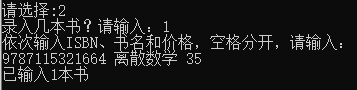 请选择:2
录入几本书？请输入：1
依次输入ISBN、书名和价格，空格分开，请输入：
9787115321664 离散数学 35
已输入1本书